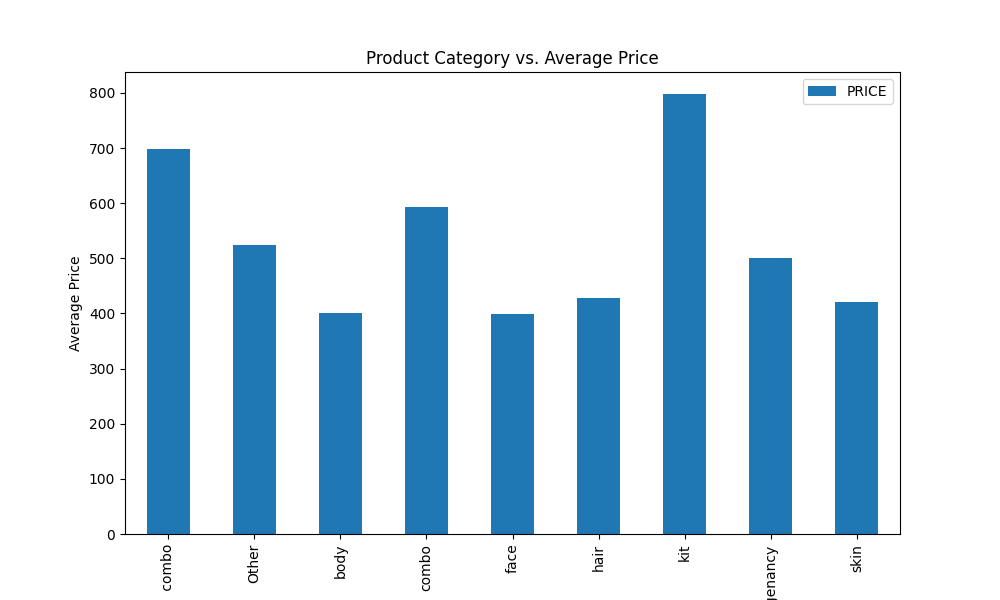 Product Category vs. Average Price
PRICE
Average Price
800
700
600
500
400
300
200
100
0
combo
Other
body
combo
face
hair
kit
genancy
skin